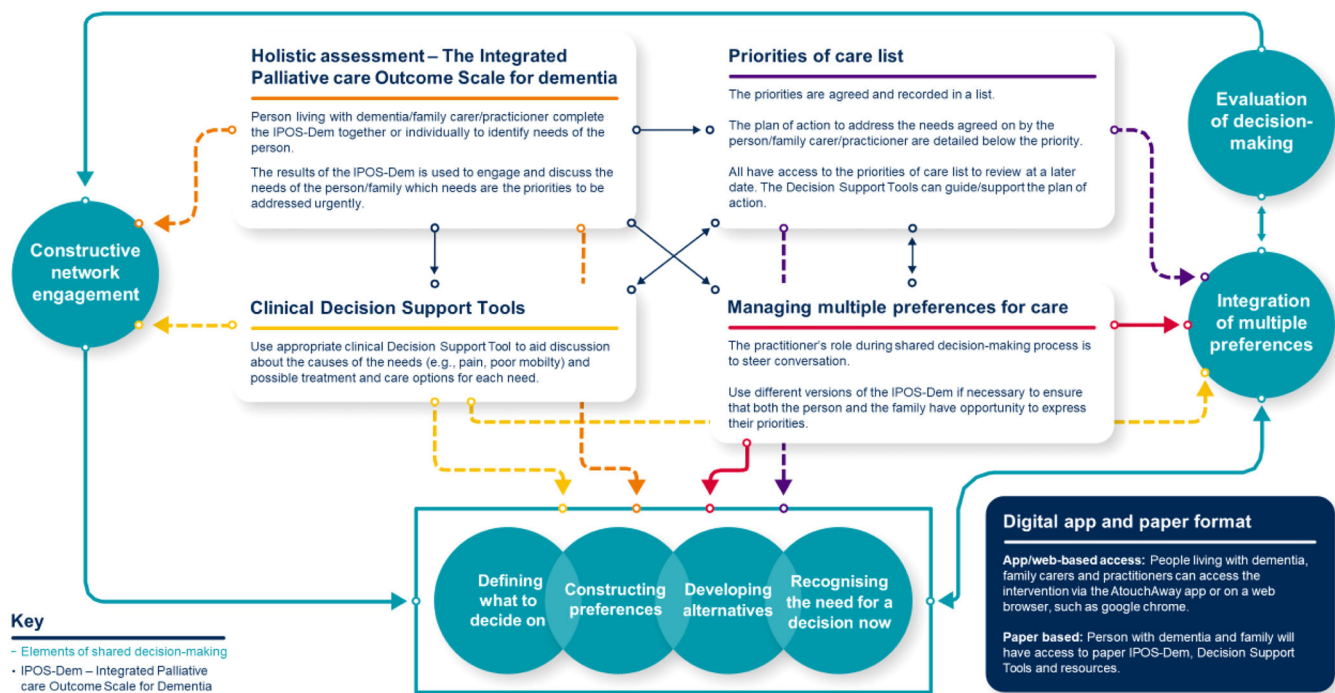 Holistic assessment – The Integrated
Palliative care Outcome Scale for dementia
Person living with dementia/family carer/practicioner complete
the IPOS-Dem together or individually to identify needs of the
person.
The results of the IPOS-Dem is used to engage and discuss the
needs of the person/family which needs are the priorities to be
addressed urgently.
Priorities of care list
The priorities are agreed and recorded in a list.
The plan of action to address the needs agreed on by the
person/family carer/practicioner are detailed below the priority.
All have access to the priorities of care list to review at a later
date. The Decision Support Tools can guide/support the plan of
action.
Evaluation
of decision-
making
Constructive
network
engagement
Clinical Decision Support Tools
Use appropriate clinical Decision Support Tool to aid discussion
about the causes of the needs (e.g., pain, poor mobilty) and
possible treatment and care options for each need.
Managing multiple preferences for care
The practitioner's role during shared decision-making process is
to steer conversation.
Use different versions of the IPOS-Dem if necessary to ensure
that both the person and the family have opportunity to express
their priorities.
Integration
of multiple
preferences
Defining
what to
decide on
Constructing
preferences
Developing
alternatives
Recognising
the need for a
decision now
Digital app and paper format
App/web-based access: People living with dementia,
family carers and practitioners can access the
intervention via the AtouchAway app or on a web
browser, such as google chrome.
Paper based: Person with dementia and family will
have access to paper IPOS-Dem, Decision Support
Tools and resources.
Key
- Elements of shared decision-making
• IPOS-Dem – Integrated Palliative
care Outcome Scale for Dementia